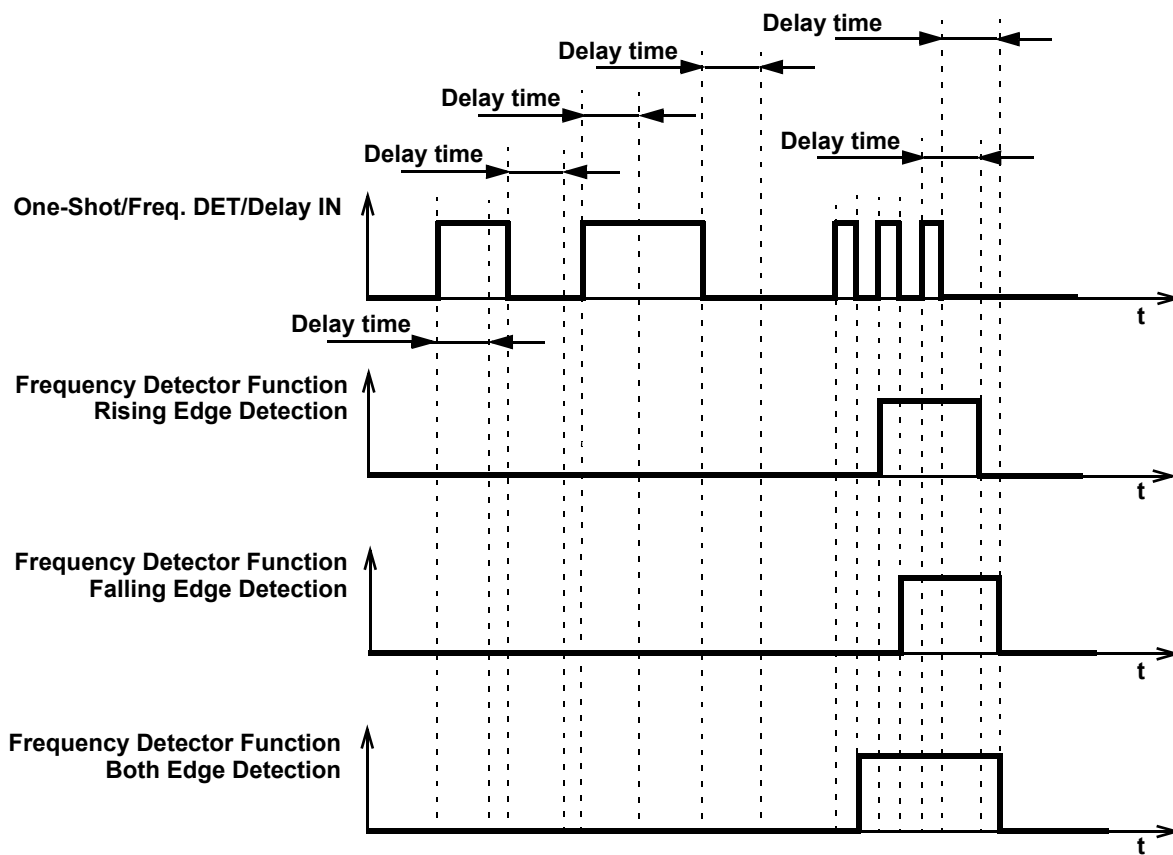 Delay time
Delay time
Delay time
Delay time
Delay time
One-Shot/Freq. DET/Delay IN
t
Delay time
Frequency Detector Function
Rising Edge Detection
t
Frequency Detector Function
Falling Edge Detection
t
Frequency Detector Function
Both Edge Detection
t